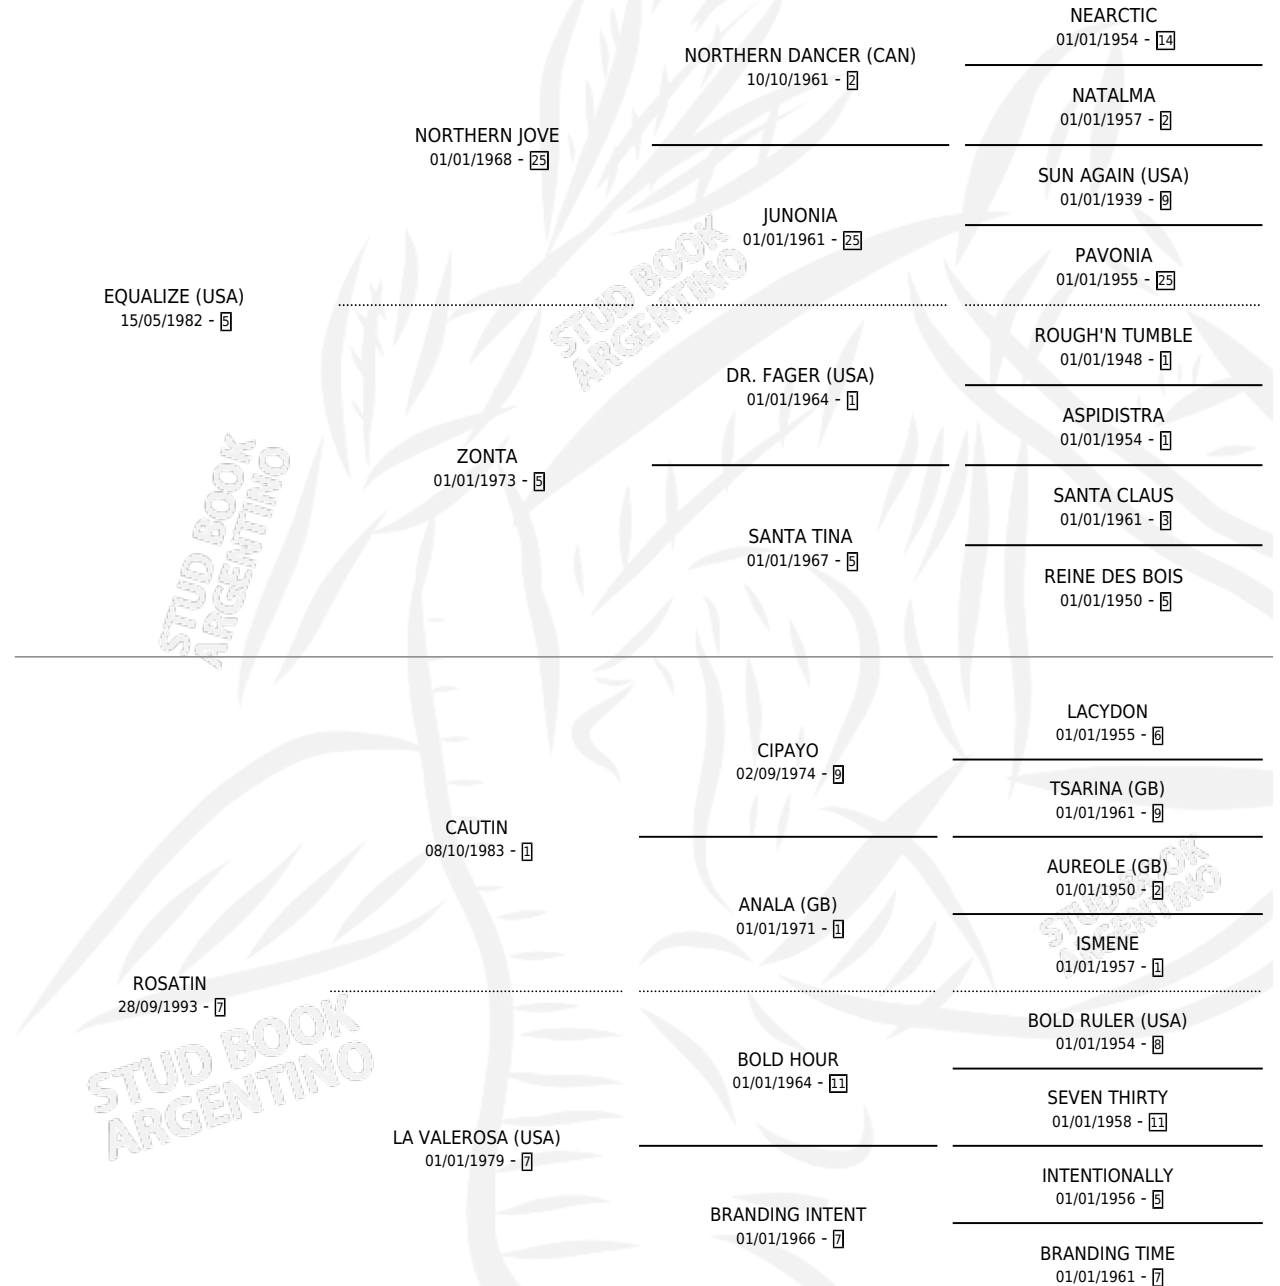 NEARCTIC
01/01/1954 - 14
NORTHERN DANCER (CAN)
10/10/1961 - 2
NATALMA
01/01/1957 - 2
NORTHERN JOVE
01/01/1968 - 25
SUN AGAIN (USA)
01/01/1939 - 9
JUNONIA
01/01/1961 - 25
PAVONIA
01/01/1955 - 25
EQUALIZE (USA)
15/05/1982 - 5
ROUGH'N TUMBLE
01/01/1948 - 1
DR. FAGER (USA)
01/01/1964 - 1
ASPIDISTRA
01/01/1954 - 1
ZONTA
01/01/1973 - 5
SANTA CLAUS
01/01/1961 - 3
SANTA TINA
01/01/1967 - 5
REINE DES BOIS
01/01/1950 - 5
LACYDON
01/01/1955 - 6
CIPAYO
02/09/1974 - 9
TSARINA (GB)
01/01/1961 - 9
CAUTIN
08/10/1983 - 1
AUREOLE (GB)
01/01/1950 - 2
ANALA (GB)
01/01/1971 - 1
ISMENE
01/01/1957 - 1
ROSATIN
28/09/1993 - 7
BOLD RULER (USA)
01/01/1954 - 8
BOLD HOUR
01/01/1964 - 11
SEVEN THIRTY
01/01/1958 - 11
LA VALEROSA (USA)
01/01/1979 - 7
INTENTIONALLY
01/01/1956 - 5
BRANDING INTENT
01/01/1966 - 7
BRANDING TIME
01/01/1961 - 7
STUD BOOK
ARGENTINO
STUD BOOK
ARGENTINO
STUD BOOK
ARGENTINO
STUD BOOK
ARGENTINO